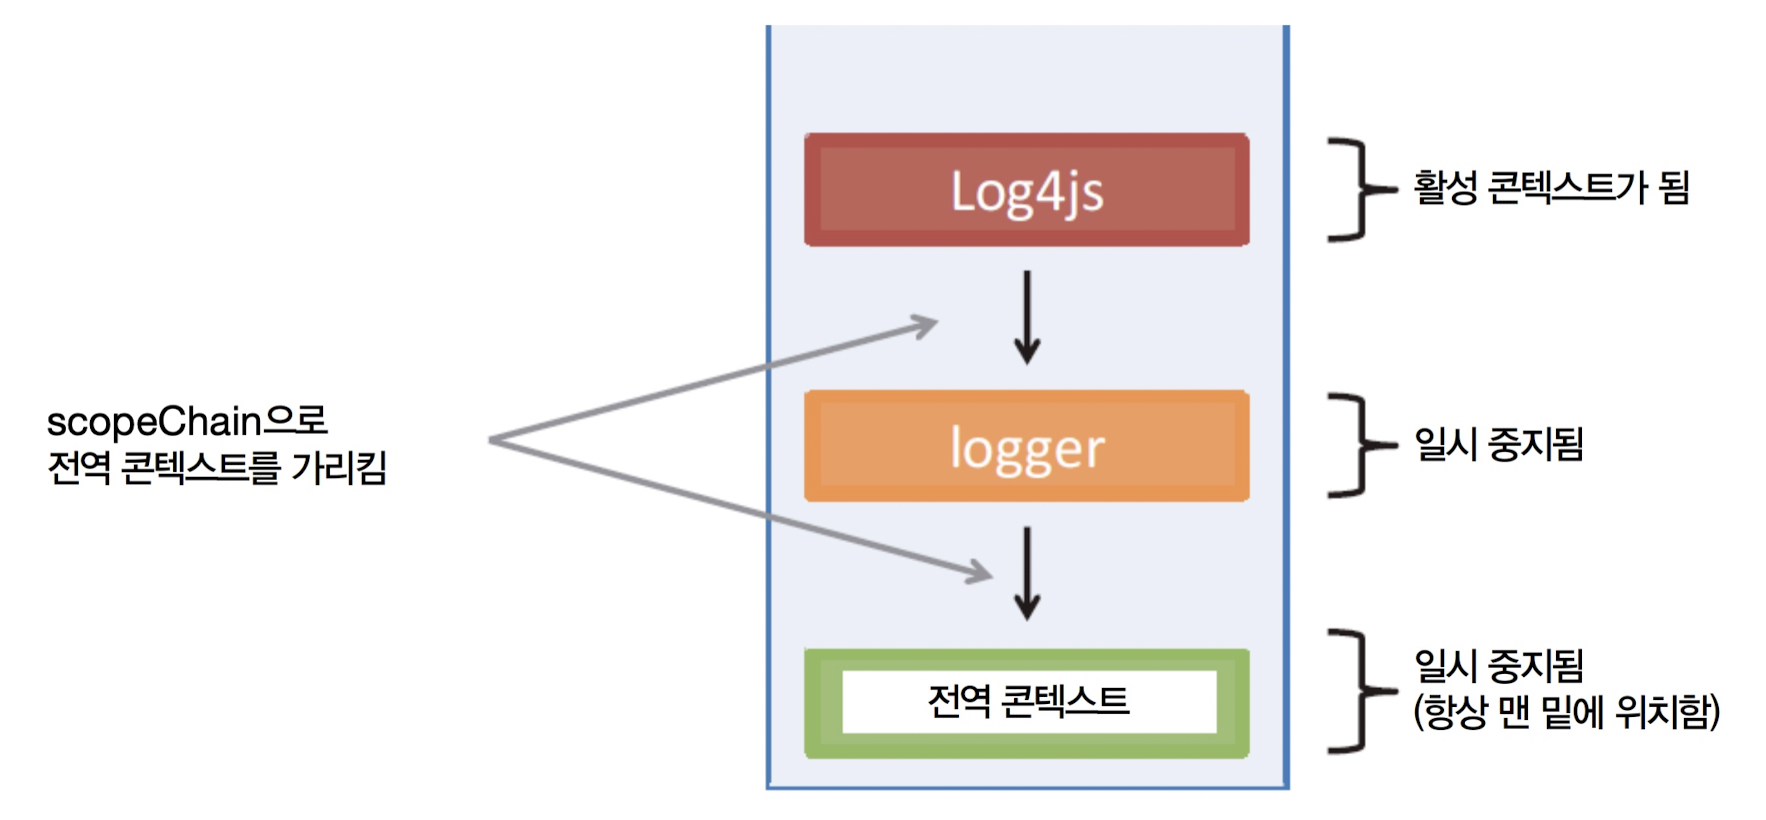 Log4js
활성 콘텍스트가 됨
scopeChain으로
전역 콘텍스트를 가리킴
logger
일시 중지됨
전역 콘텍스트
일시 중지됨
(항상 맨 밑에 위치함)